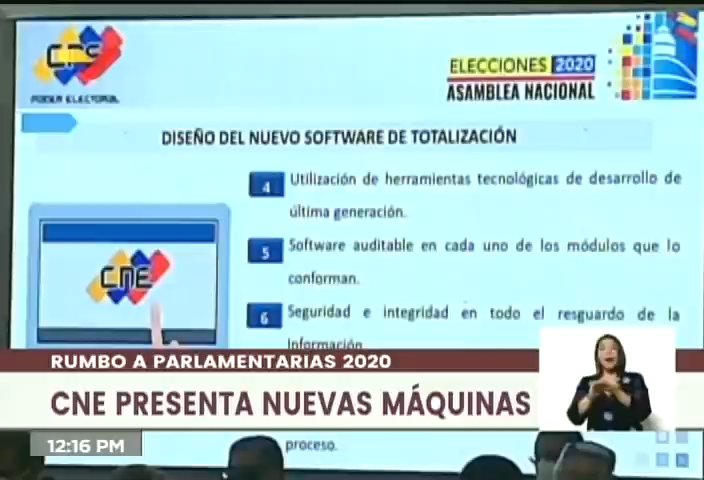 CNE
PODER ELECTORAL
ELECCIONES 2020
ASAMBLEA NACIONAL
DISEÑO DEL NUEVO SOFTWARE DE TOTALIZACIÓN
4 Utilización de herramientas tecnológicas de desarrollo de
última generación.
5 Software auditable en cada uno de los módulos que lo
conforman.
CNE
6 Seguridad e integridad en todo el resguardo de la
Información
RUMBO A PARLAMENTARIAS 2020
CNE PRESENTA NUEVAS MÁQUINAS
12:16 PM
proceso.